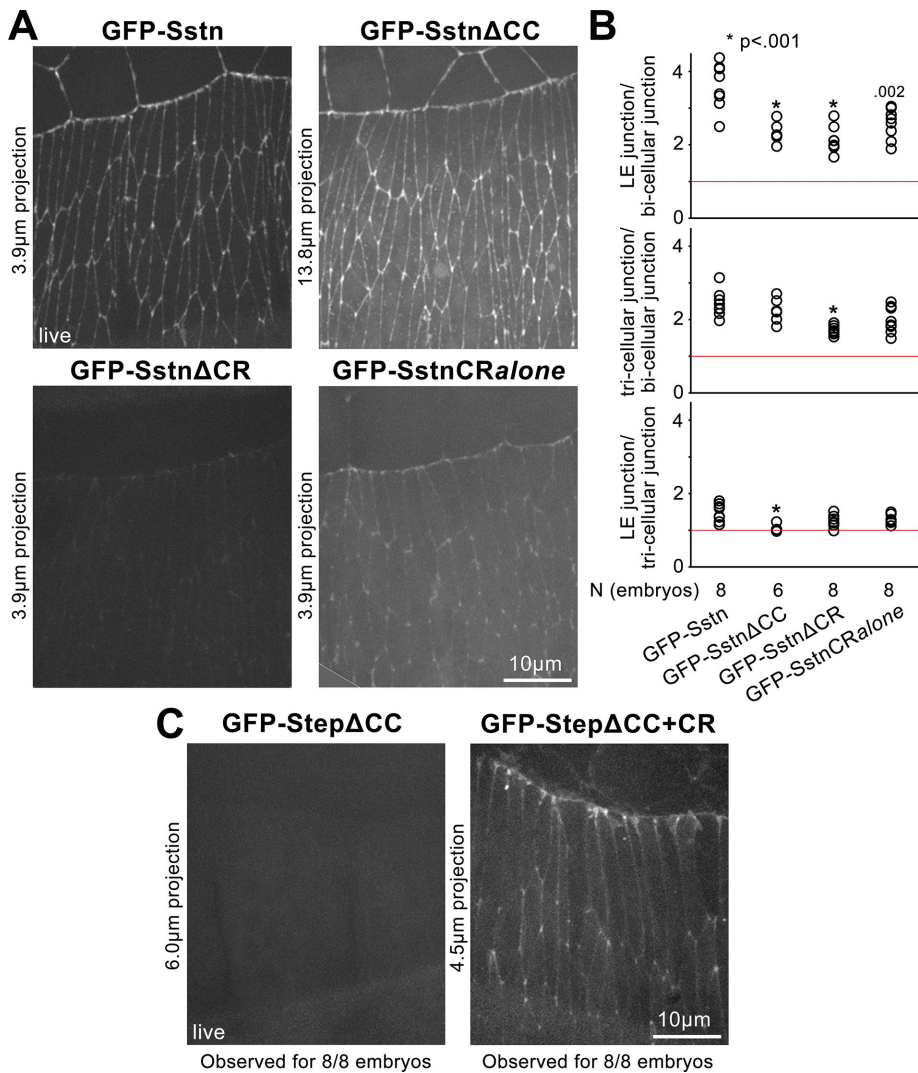 A
GFP-Sstn
GFP-SstnΔCC
3.9µm projection
live
13.8µm projection
GFP-SstnΔCR
GFP-SstnCRalone
3.9µm projection
3.9µm projection
10µm
B
* p<.001
LE junction/
bi-cellular junction
4
2
0
*
*
.002
tri-cellular junction/
bi-cellular junction
4
2
0
*
LE junction/
tri-cellular junction
4
2
0
*
N (embryos) 8 6 8 8
GFP-Sstn
GFP-SstnΔCC
GFP-SstnΔCR
GFP-SstnCRalone
C
GFP-StepΔCC
GFP-StepΔCC+CR
6.0µm projection
live
4.5µm projection
10µm
Observed for 8/8 embryos
Observed for 8/8 embryos